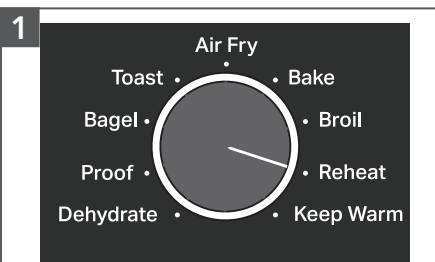 1
Air Fry
Toast Bake
Bagel Broil
Proof Reheat
Dehydrate Keep Warm